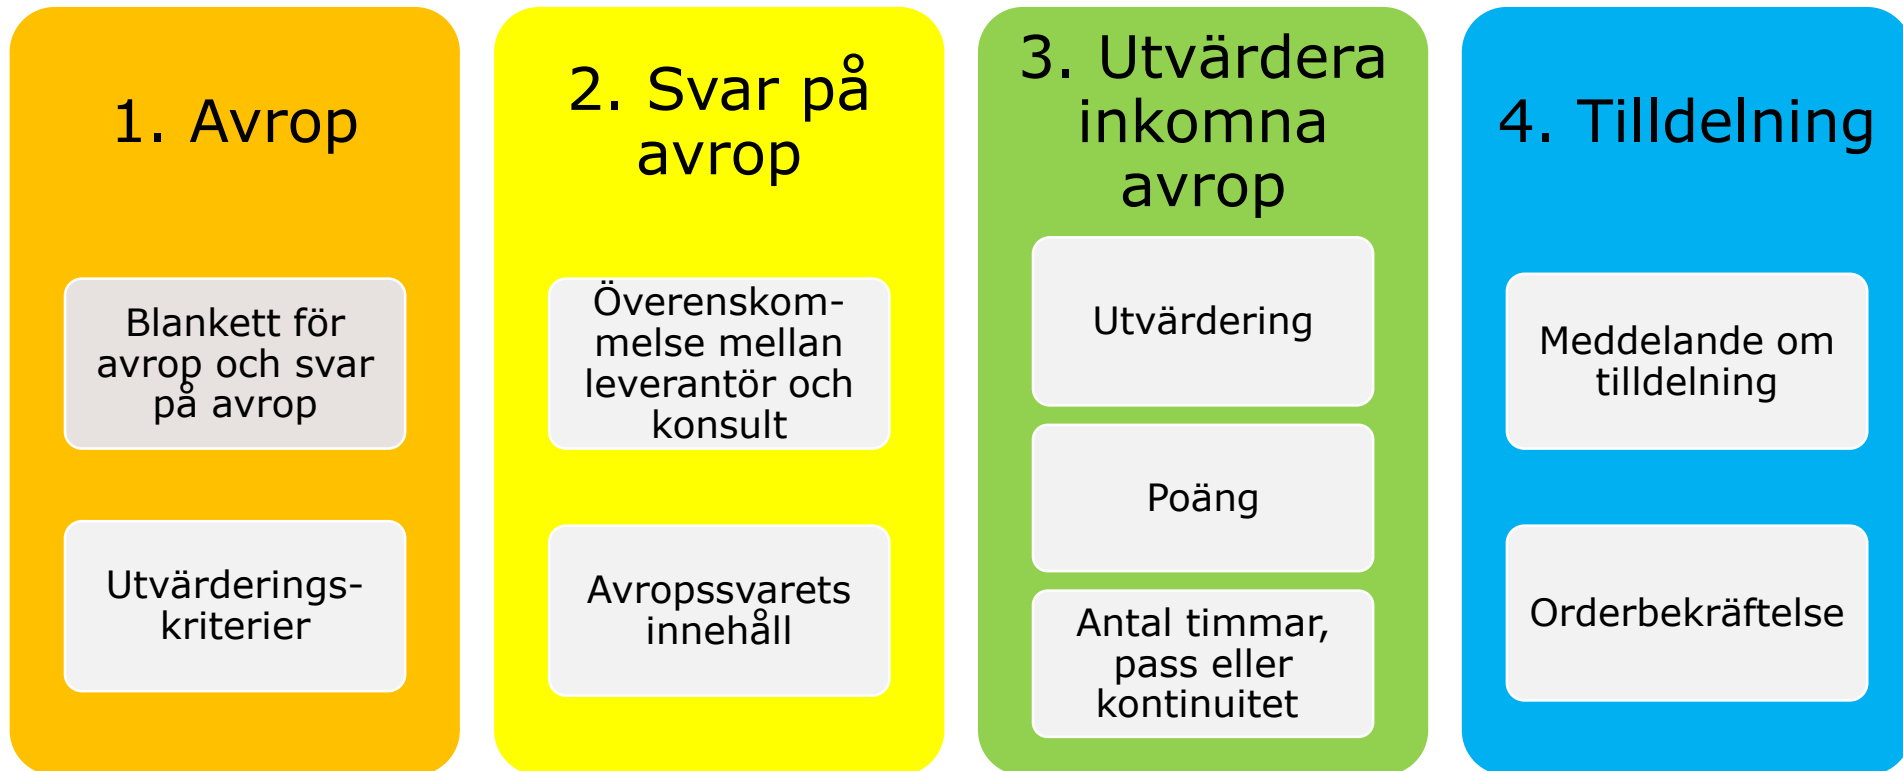 1. Avrop
Blankett för
avrop och svar
på avrop
Utvärderings-
kriterier
2. Svar på
avrop
Överenskom-
melse mellan
leverantör och
konsult
Avropssvarets
innehåll
3. Utvärdera
inkomna
avrop
Utvärdering
Poäng
Antal timmar,
pass eller
kontinuitet
4. Tilldelning
Meddelande om
tilldelning
Orderbekräftelse